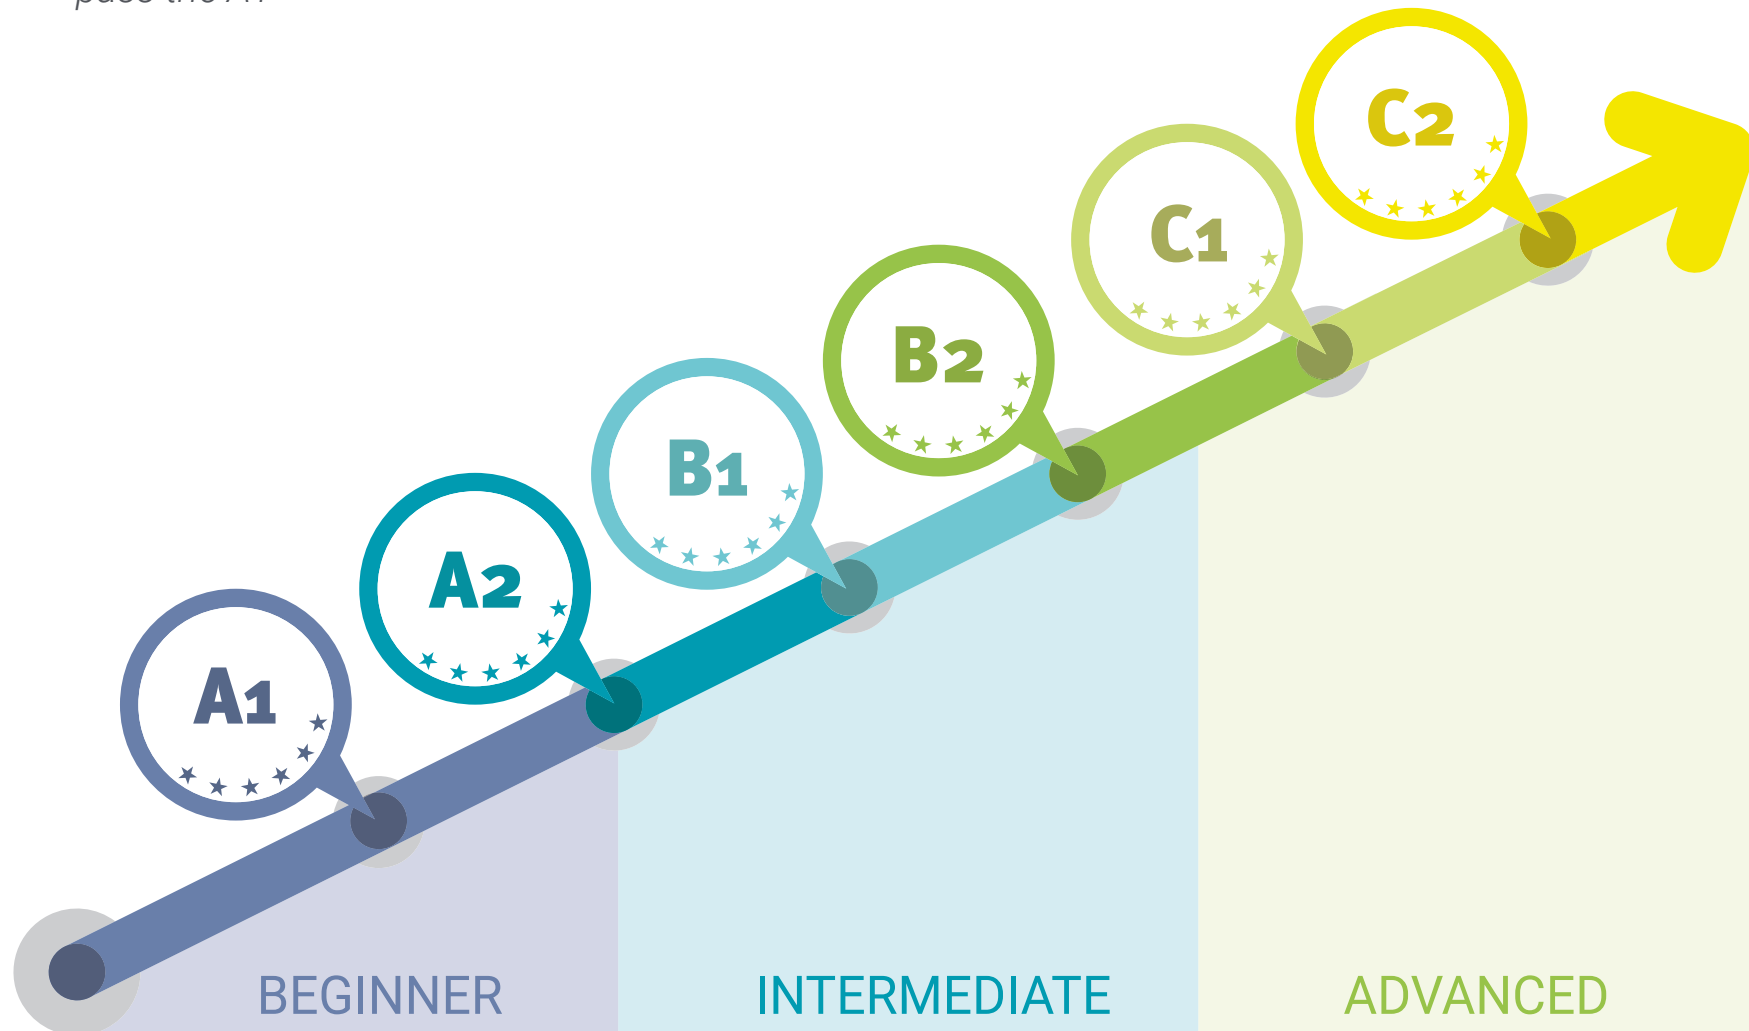 C2
C1
B2
B1
A2
A1
BEGINNER INTERMEDIATE ADVANCED